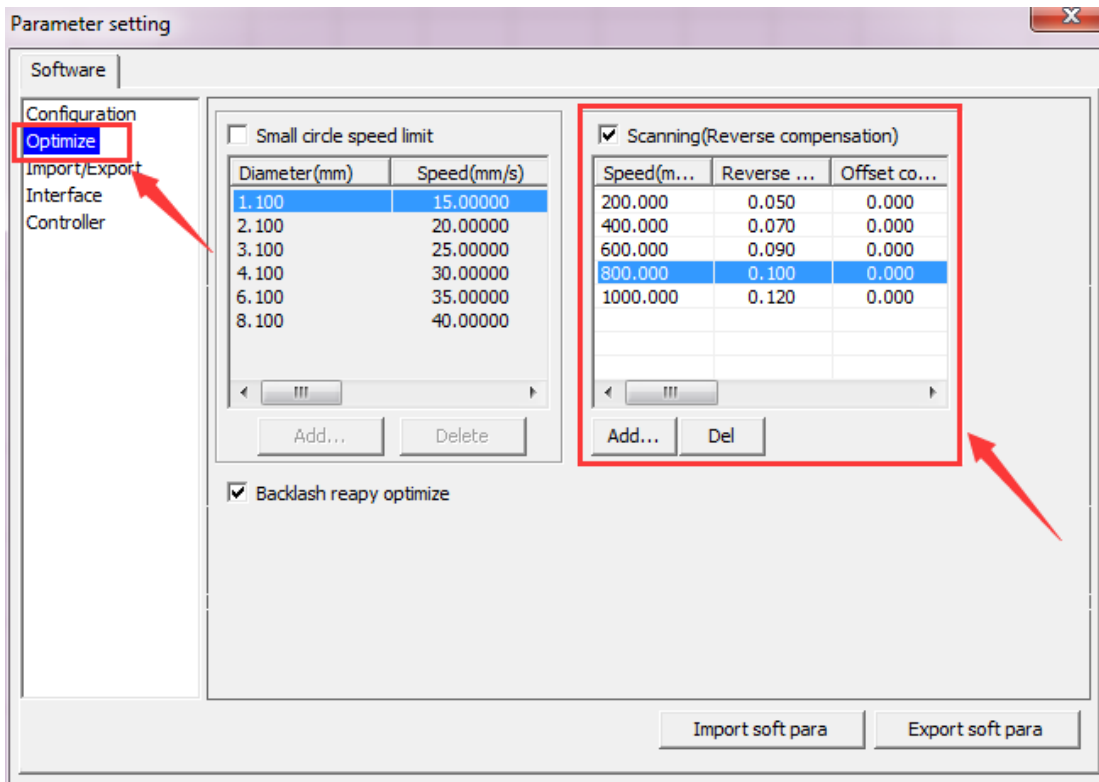 Parameter setting
Software
Configuration
Optimize
Import/Export
Interface
Controller
Small circle speed limit
Diameter(mm) Speed(mm/s)
1.100 15.00000
2.100 20.00000
3.100 25.00000
4.100 30.00000
6.100 35.00000
8.100 40.00000
Add... Delete
Scanning(Reverse compensation)
Speed(m... Reverse ... Offset co...
200.000 0.050 0.000
400.000 0.070 0.000
600.000 0.090 0.000
800.000 0.100 0.000
1000.000 0.120 0.000
Add... Del
Backlash reapy optimize
Import soft para Export soft para